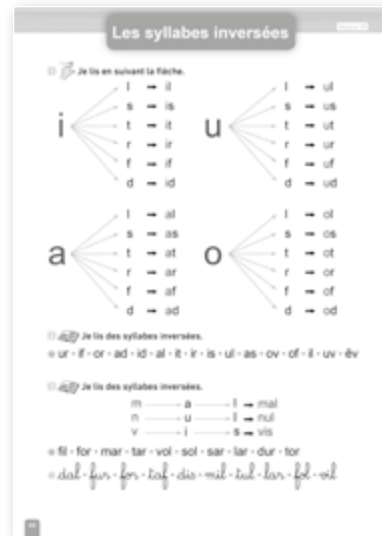 Les syllabes inversées
Je lis en suivant la flèche.
i
l → il
s → is
t → it
r → ir
f → if
d → id
u
l → ul
s → us
t → ut
r → ur
f → uf
d → ud
a
l → al
s → as
t → at
r → ar
f → af
d → ad
o
l → ol
s → os
t → ot
r → or
f → of
d → od
Je lis des syllabes inversées.
ur - if - or - ad - id - al - it - ir - is - ul - as - ov - of - il - uv - êv
Je lis des syllabes inversées.
m → a → l → mal
n → u → l → nul
v → i → s → vis
fil - for - mar - tar - vol - sol - sar - lar - dur - tor
dal - fur - for - taf - dis - mil - tul - lar - fol - vil